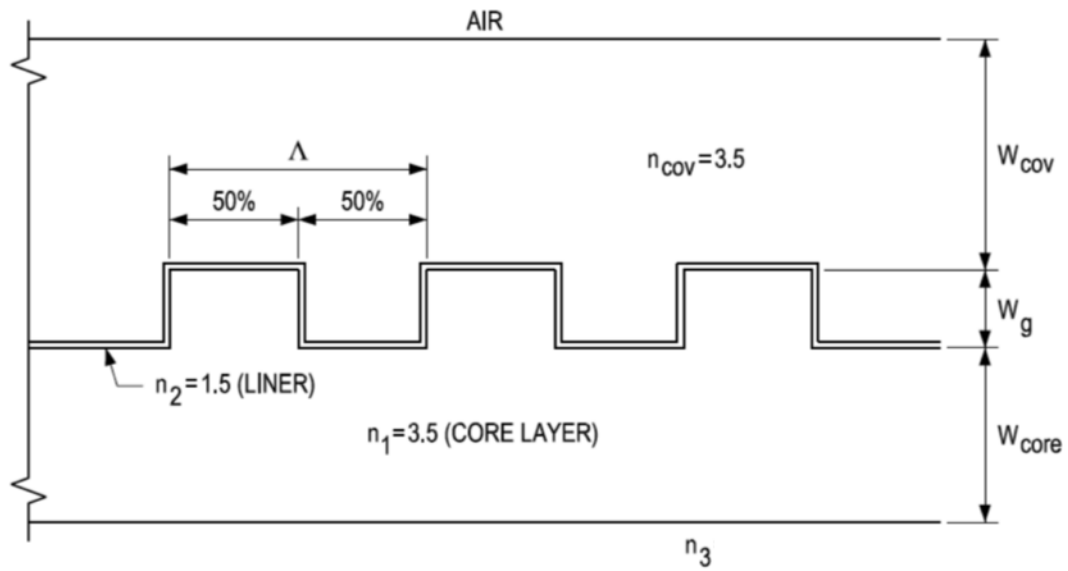 AIR
Λ
50% 50%
n_cov=3.5
W_cov
W_g
n_2=1.5 (LINER)
n_1=3.5 (CORE LAYER)
W_core
n_3